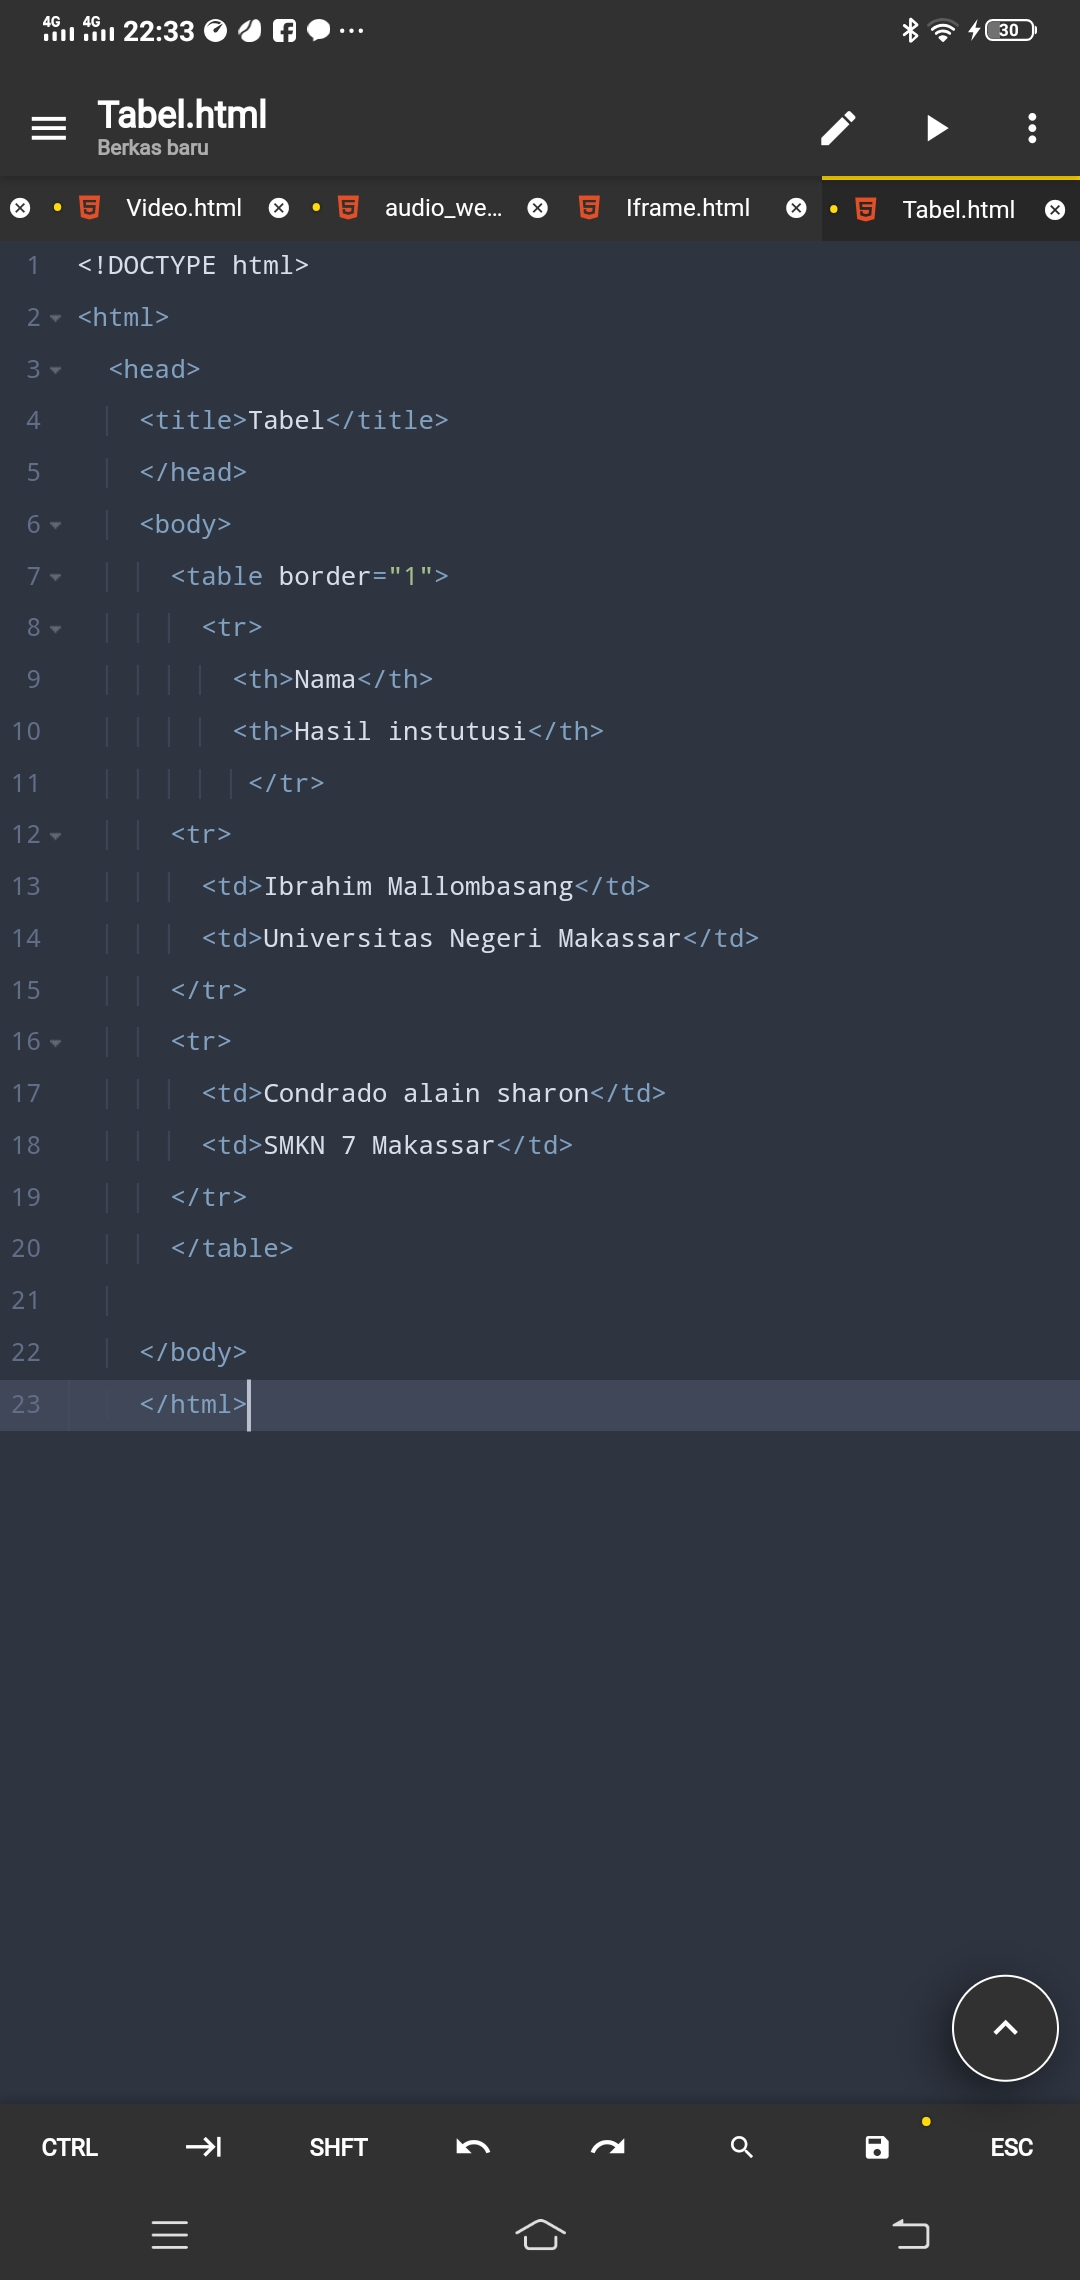 4G 4G 22:33 30
Tabel.html
Berkas baru
Video.html audio_we... Iframe.html Tabel.html
1 <!DOCTYPE html>
2 <html>
3 <head>
4 <title>Tabel</title>
5 </head>
6 <body>
7 <table border="1">
8 <tr>
9 <th>Nama</th>
10 <th>Hasil instutusi</th>
11 </tr>
12 <tr>
13 <td>Ibrahim Mallombasang</td>
14 <td>Universitas Negeri Makassar</td>
15 </tr>
16 <tr>
17 <td>Condrado alain sharon</td>
18 <td>SMKN 7 Makassar</td>
19 </tr>
20 </table>
21
22 </body>
23 </html>
CTRL SHFT ESC